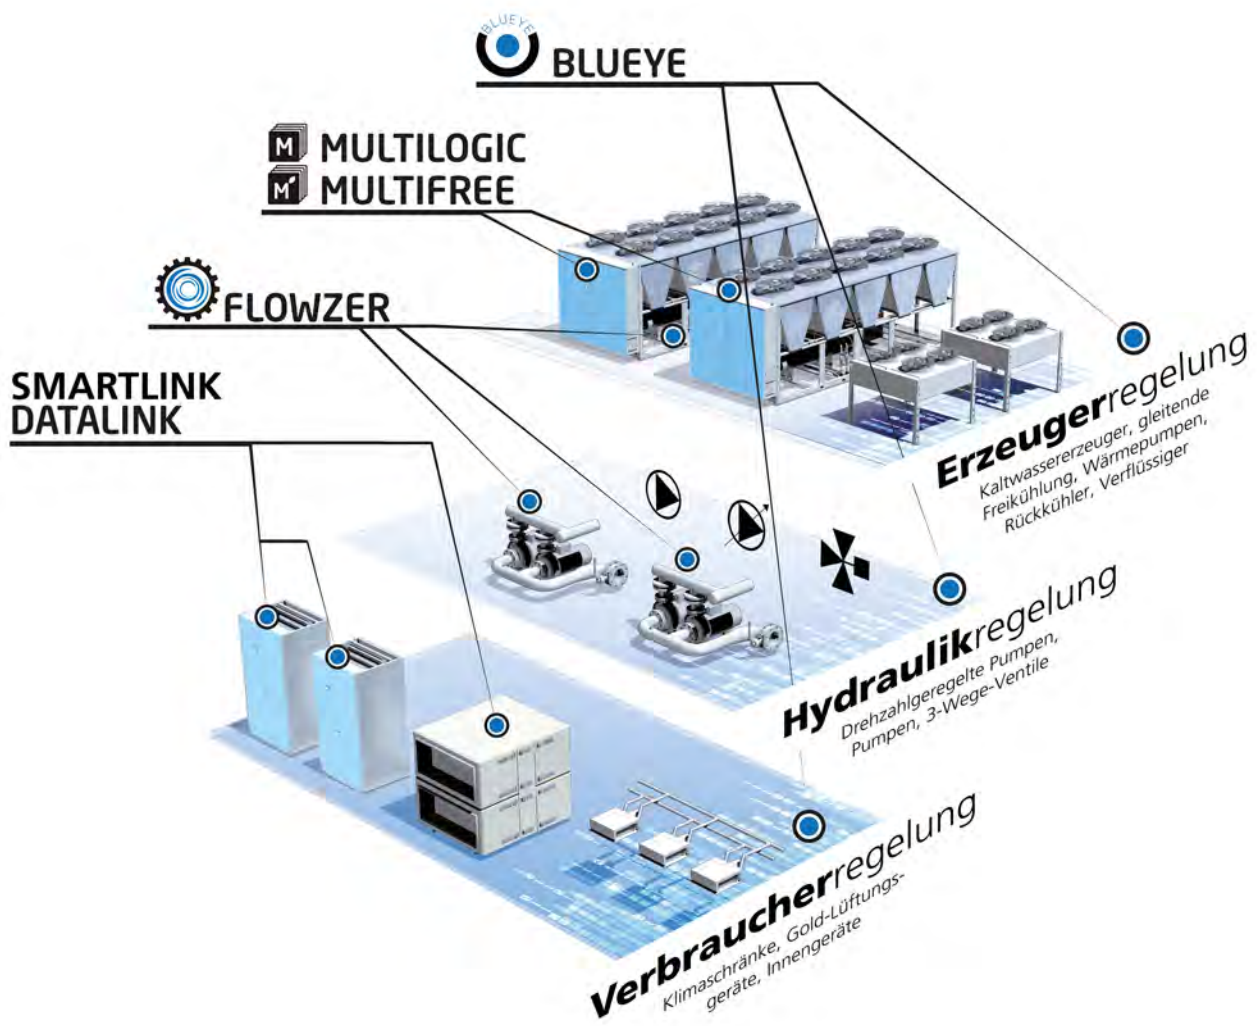 BLUEYE
BLUEYE
M MULTILOGIC
M MULTIFREE
FLOWZER
SMARTLINK
DATALINK
Erzeugerregelung
Kaltwassererzeuger, gleitende
Freikühlung, Wärmepumpen,
Rückkühler, Verflüssiger
Hydraulikregelung
Drehzahlgeregelte Pumpen,
Pumpen, 3-Wege-Ventile
Verbraucherregelung
Klimaschränke, Gold-Lüftungs-
geräte, Innengeräte